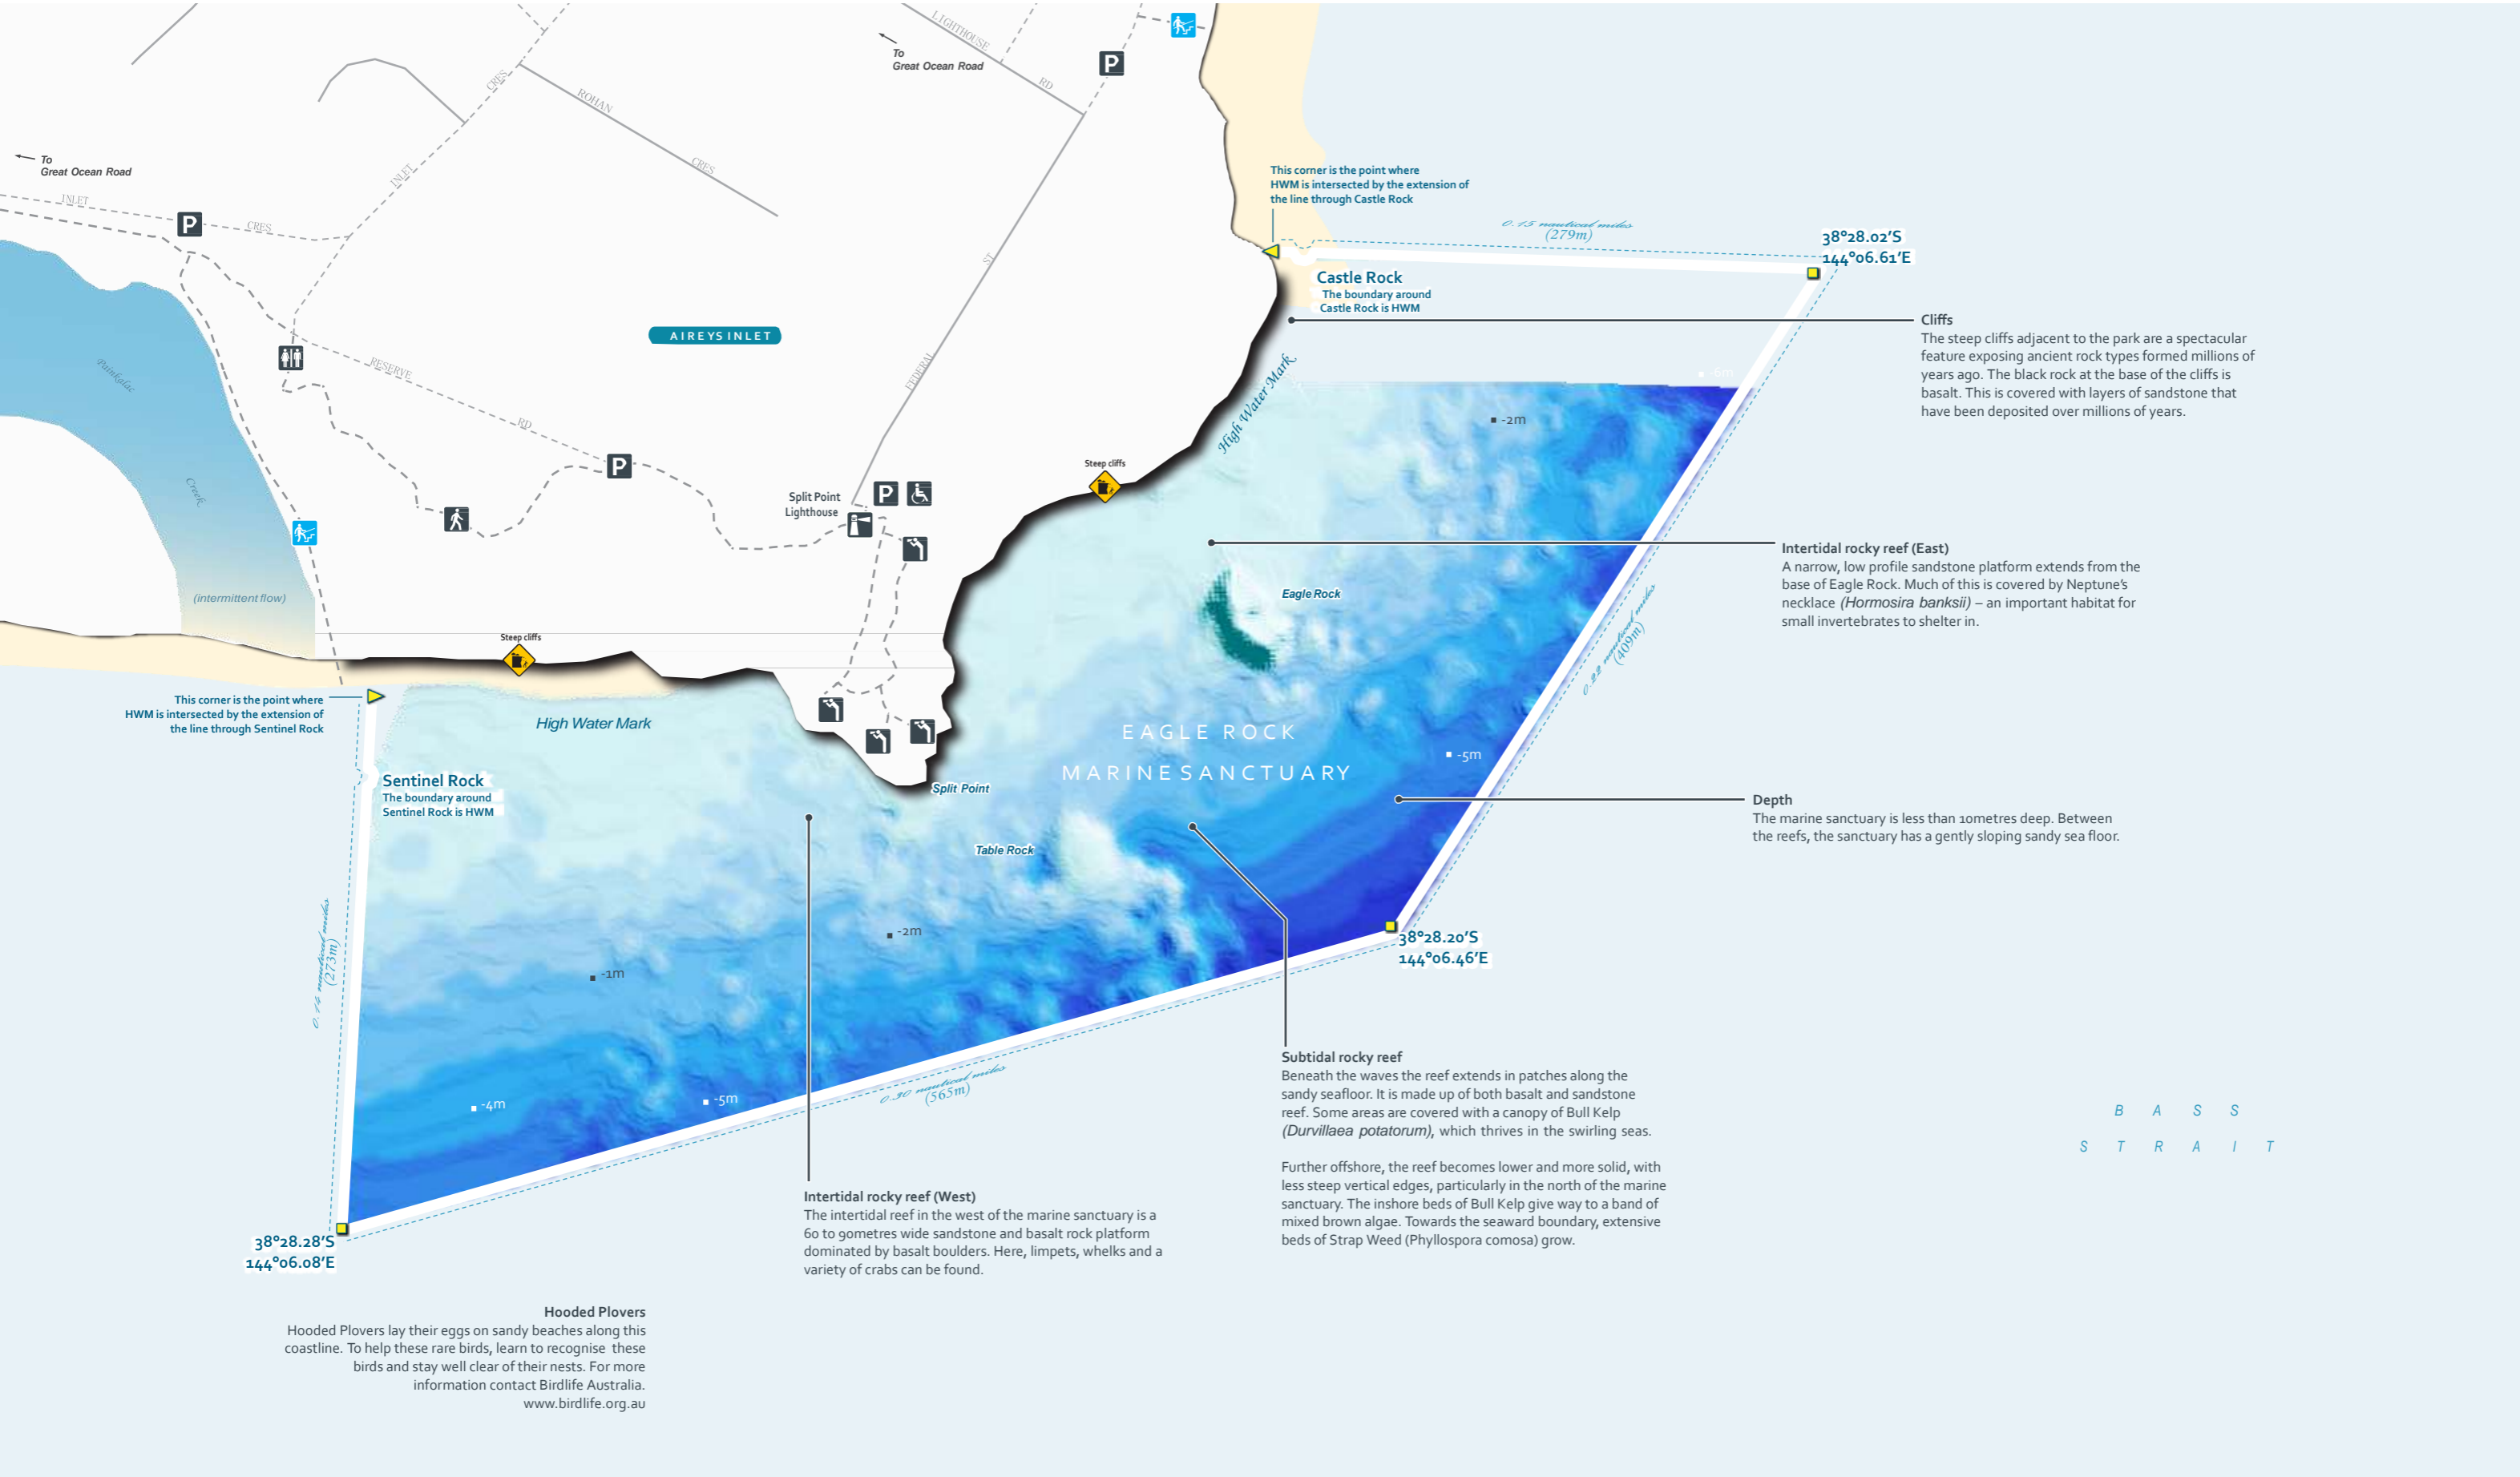 LIGHTHOUSE
RD
To
Great Ocean Road
P
CRES
ROHAN
CRES
To
Great Ocean Road
INLET
INLET
CRES
P
ST
FEDERAL
This corner is the point where
HWM is intersected by the extension of
the line through Castle Rock
0.15 nautical miles
(279m)
38°28.02'S
144°06.61'E
Castle Rock
The boundary around
Castle Rock is HWM
AIREYS INLET
Painkalac
Creek
(intermittent flow)
RESERVE
RD
P
Split Point
Lighthouse
P
Steep cliffs
High Water Mark
-6m
-2m
Cliffs
The steep cliffs adjacent to the park are a spectacular
feature exposing ancient rock types formed millions of
years ago. The black rock at the base of the cliffs is
basalt. This is covered with layers of sandstone that
have been deposited over millions of years.
Intertidal rocky reef (East)
A narrow, low profile sandstone platform extends from the
base of Eagle Rock. Much of this is covered by Neptune's
necklace (Hormosira banksii) – an important habitat for
small invertebrates to shelter in.
Eagle Rock
0.22 nautical miles
(409m)
Steep cliffs
This corner is the point where
HWM is intersected by the extension of
the line through Sentinel Rock
High Water Mark
EAGLE ROCK
MARINE SANCTUARY
-5m
Sentinel Rock
The boundary around
Sentinel Rock is HWM
Split Point
Table Rock
Depth
The marine sanctuary is less than 10metres deep. Between
the reefs, the sanctuary has a gently sloping sandy sea floor.
0.14 nautical miles
(273m)
-2m
-1m
-4m
-5m
38°28.20'S
144°06.46'E
0.30 nautical miles
(565m)
Subtidal rocky reef
Beneath the waves the reef extends in patches along the
sandy seafloor. It is made up of both basalt and sandstone
reef. Some areas are covered with a canopy of Bull Kelp
(Durvillaea potatorum), which thrives in the swirling seas.
Further offshore, the reef becomes lower and more solid, with
less steep vertical edges, particularly in the north of the marine
sanctuary. The inshore beds of Bull Kelp give way to a band of
mixed brown algae. Towards the seaward boundary, extensive
beds of Strap Weed (Phyllospora comosa) grow.
BASS
STRAIT
Intertidal rocky reef (West)
The intertidal reef in the west of the marine sanctuary is a
60 to 90metres wide sandstone and basalt rock platform
dominated by basalt boulders. Here, limpets, whelks and a
variety of crabs can be found.
38°28.28'S
144°06.08'E
Hooded Plovers
Hooded Plovers lay their eggs on sandy beaches along this
coastline. To help these rare birds, learn to recognise these
birds and stay well clear of their nests. For more
information contact Birdlife Australia.
www.birdlife.org.au